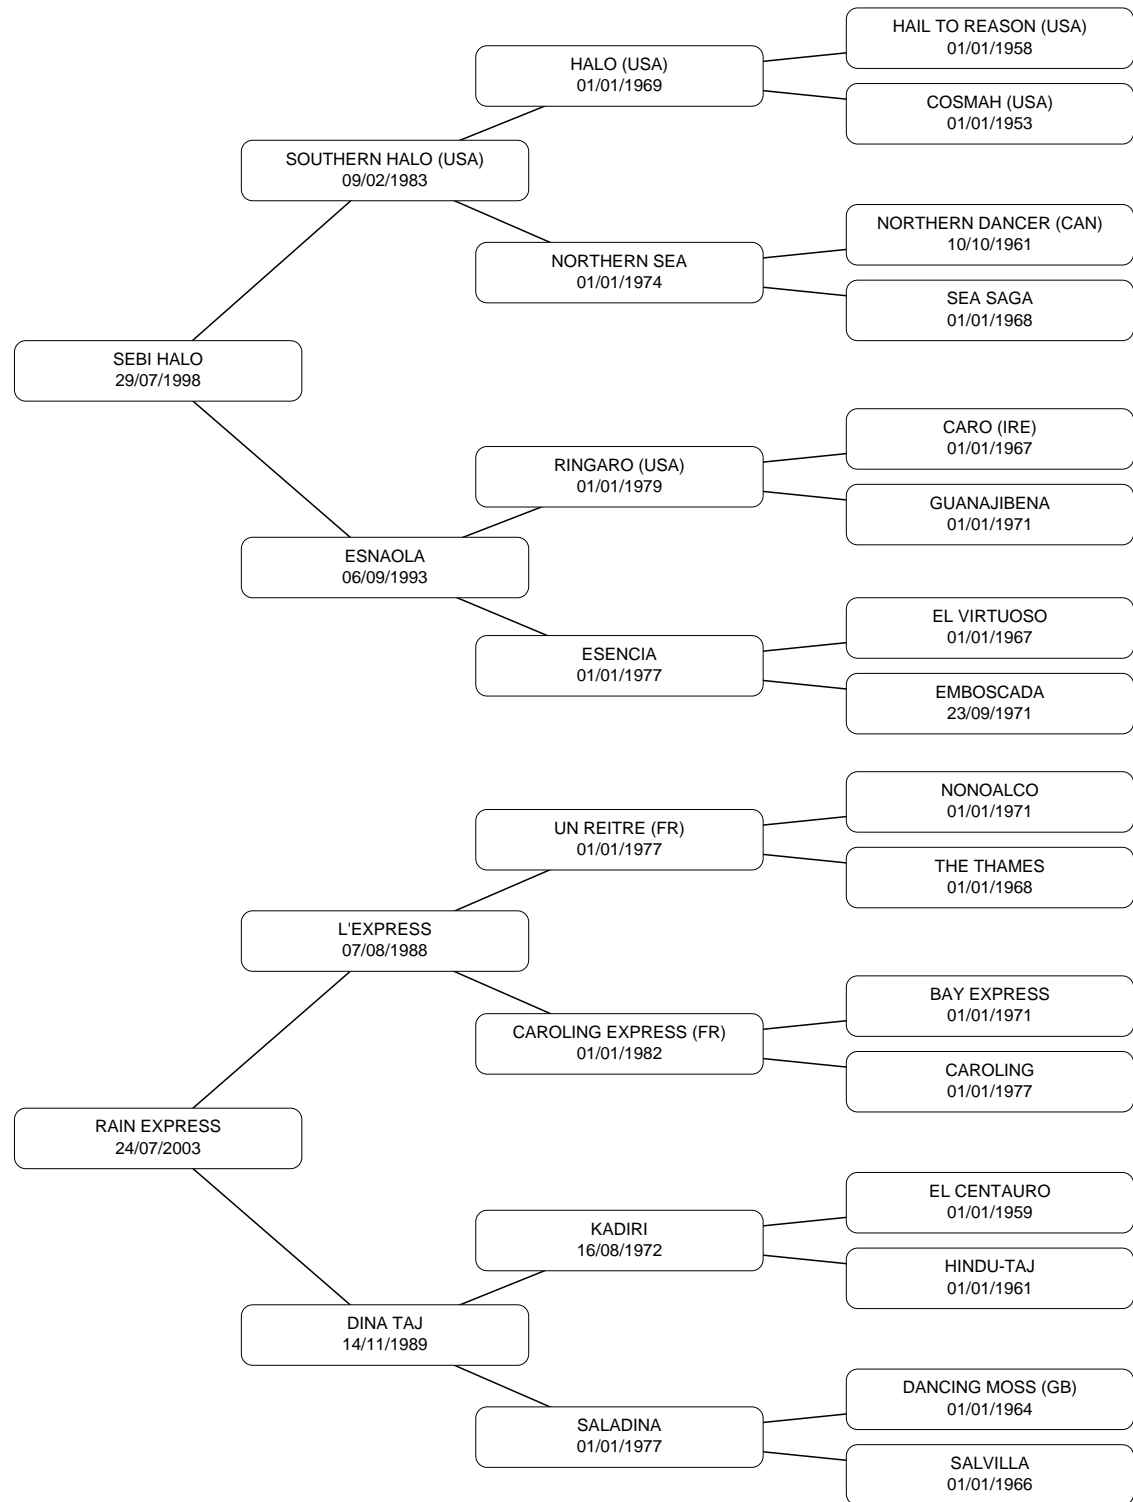 HAIL TO REASON (USA)
01/01/1958
HALO (USA)
01/01/1969
COSMAH (USA)
01/01/1953
SOUTHERN HALO (USA)
09/02/1983
NORTHERN DANCER (CAN)
10/10/1961
NORTHERN SEA
01/01/1974
SEA SAGA
01/01/1968
SEBI HALO
29/07/1998
CARO (IRE)
01/01/1967
RINGARO (USA)
01/01/1979
GUANAJIBENA
01/01/1971
ESNAOLA
06/09/1993
EL VIRTUOSO
01/01/1967
ESENCIA
01/01/1977
EMBOSCADA
23/09/1971
NONOALCO
01/01/1971
UN REITRE (FR)
01/01/1977
THE THAMES
01/01/1968
L'EXPRESS
07/08/1988
BAY EXPRESS
01/01/1971
CAROLING EXPRESS (FR)
01/01/1982
CAROLING
01/01/1977
RAIN EXPRESS
24/07/2003
EL CENTAURO
01/01/1959
KADIRI
16/08/1972
HINDU-TAJ
01/01/1961
DINA TAJ
14/11/1989
DANCING MOSS (GB)
01/01/1964
SALADINA
01/01/1977
SALVILLA
01/01/1966